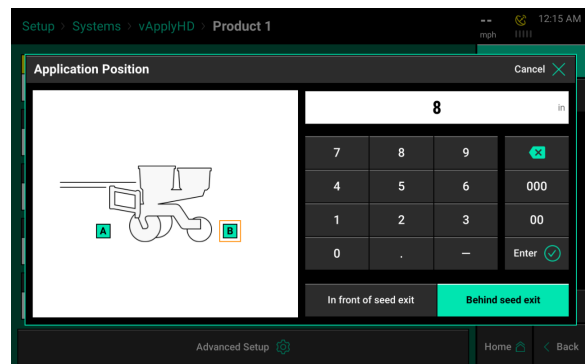 Setup > Systems > vApplyHD > Product 1
--
mph
12:15 AM
Application Position
Cancel
8
in
7 8 9
4 5 6 000
1 2 3 00
0 . – Enter
A
B
In front of seed exit
Behind seed exit
Advanced Setup
Home
< Back